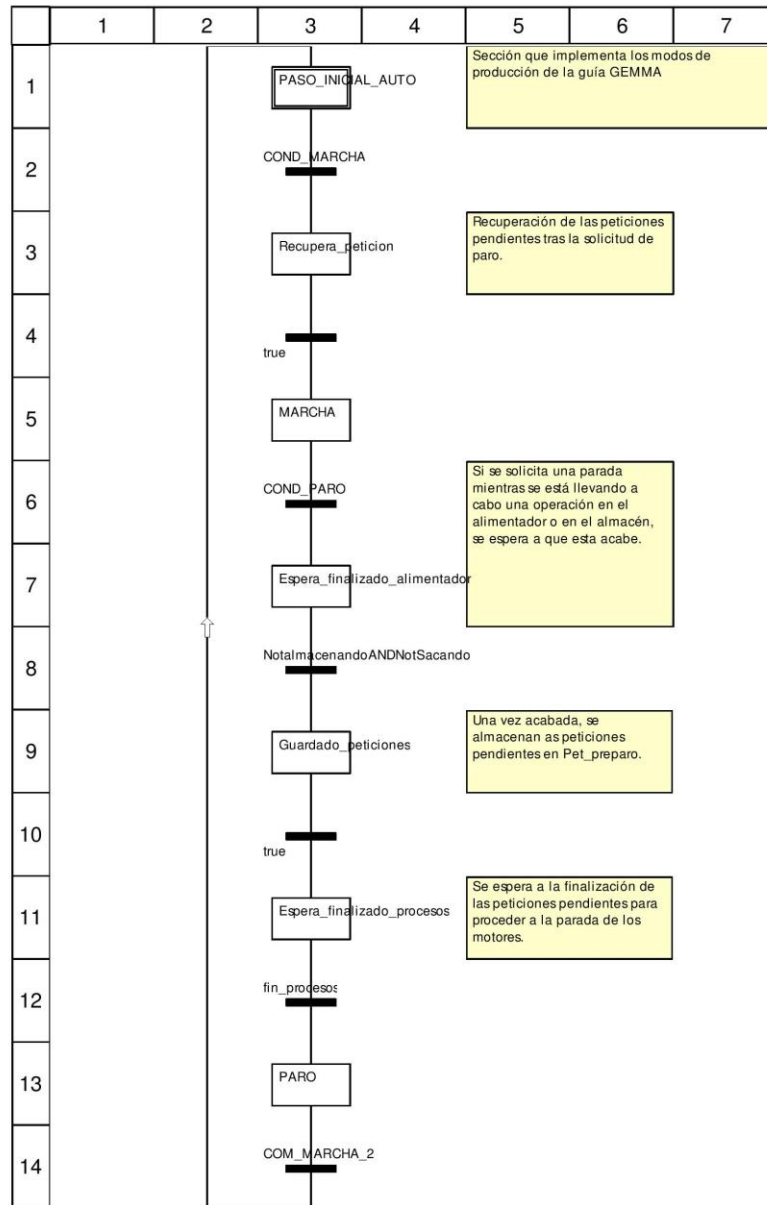 1 2 3 4 5 6 7
1
PASO_INICIAL_AUTO
Sección que implementa los modos de
producción de la guía GEMMA
2
COND_MARCHA
3
Recupera_peticion
Recuperación de las peticiones
pendientes tras la solicitud de
paro.
4
true
5
MARCHA
6
COND_PARO
Si se solicita una parada
mientras se está llevando a
cabo una operación en el
alimentador o en el almacén,
se espera a que esta acabe.
7
Espera_finalizado_alimentador
8
NotalmacenandoANDNotSacando
9
Guardado_peticiones
Una vez acabada, se
almacenan as peticiones
pendientes en Pet_preparo.
10
true
11
Espera_finalizado_procesos
Se espera a la finalización de
las peticiones pendientes para
proceder a la parada de los
motores.
12
fin_procesos
13
PARO
14
COM_MARCHA_2